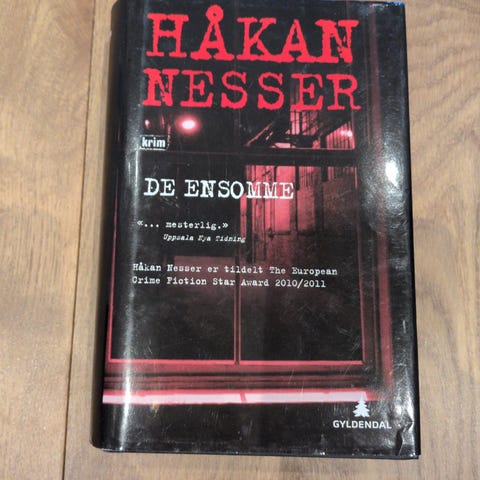 HÅKAN
NESSER
krim
DE ENSOMME
«... mesterlig.»
Uppsala Nya Tidning
Håkan Nesser er tildelt The European
Crime Fiction Star Award 2010/2011
GYLDENDAL